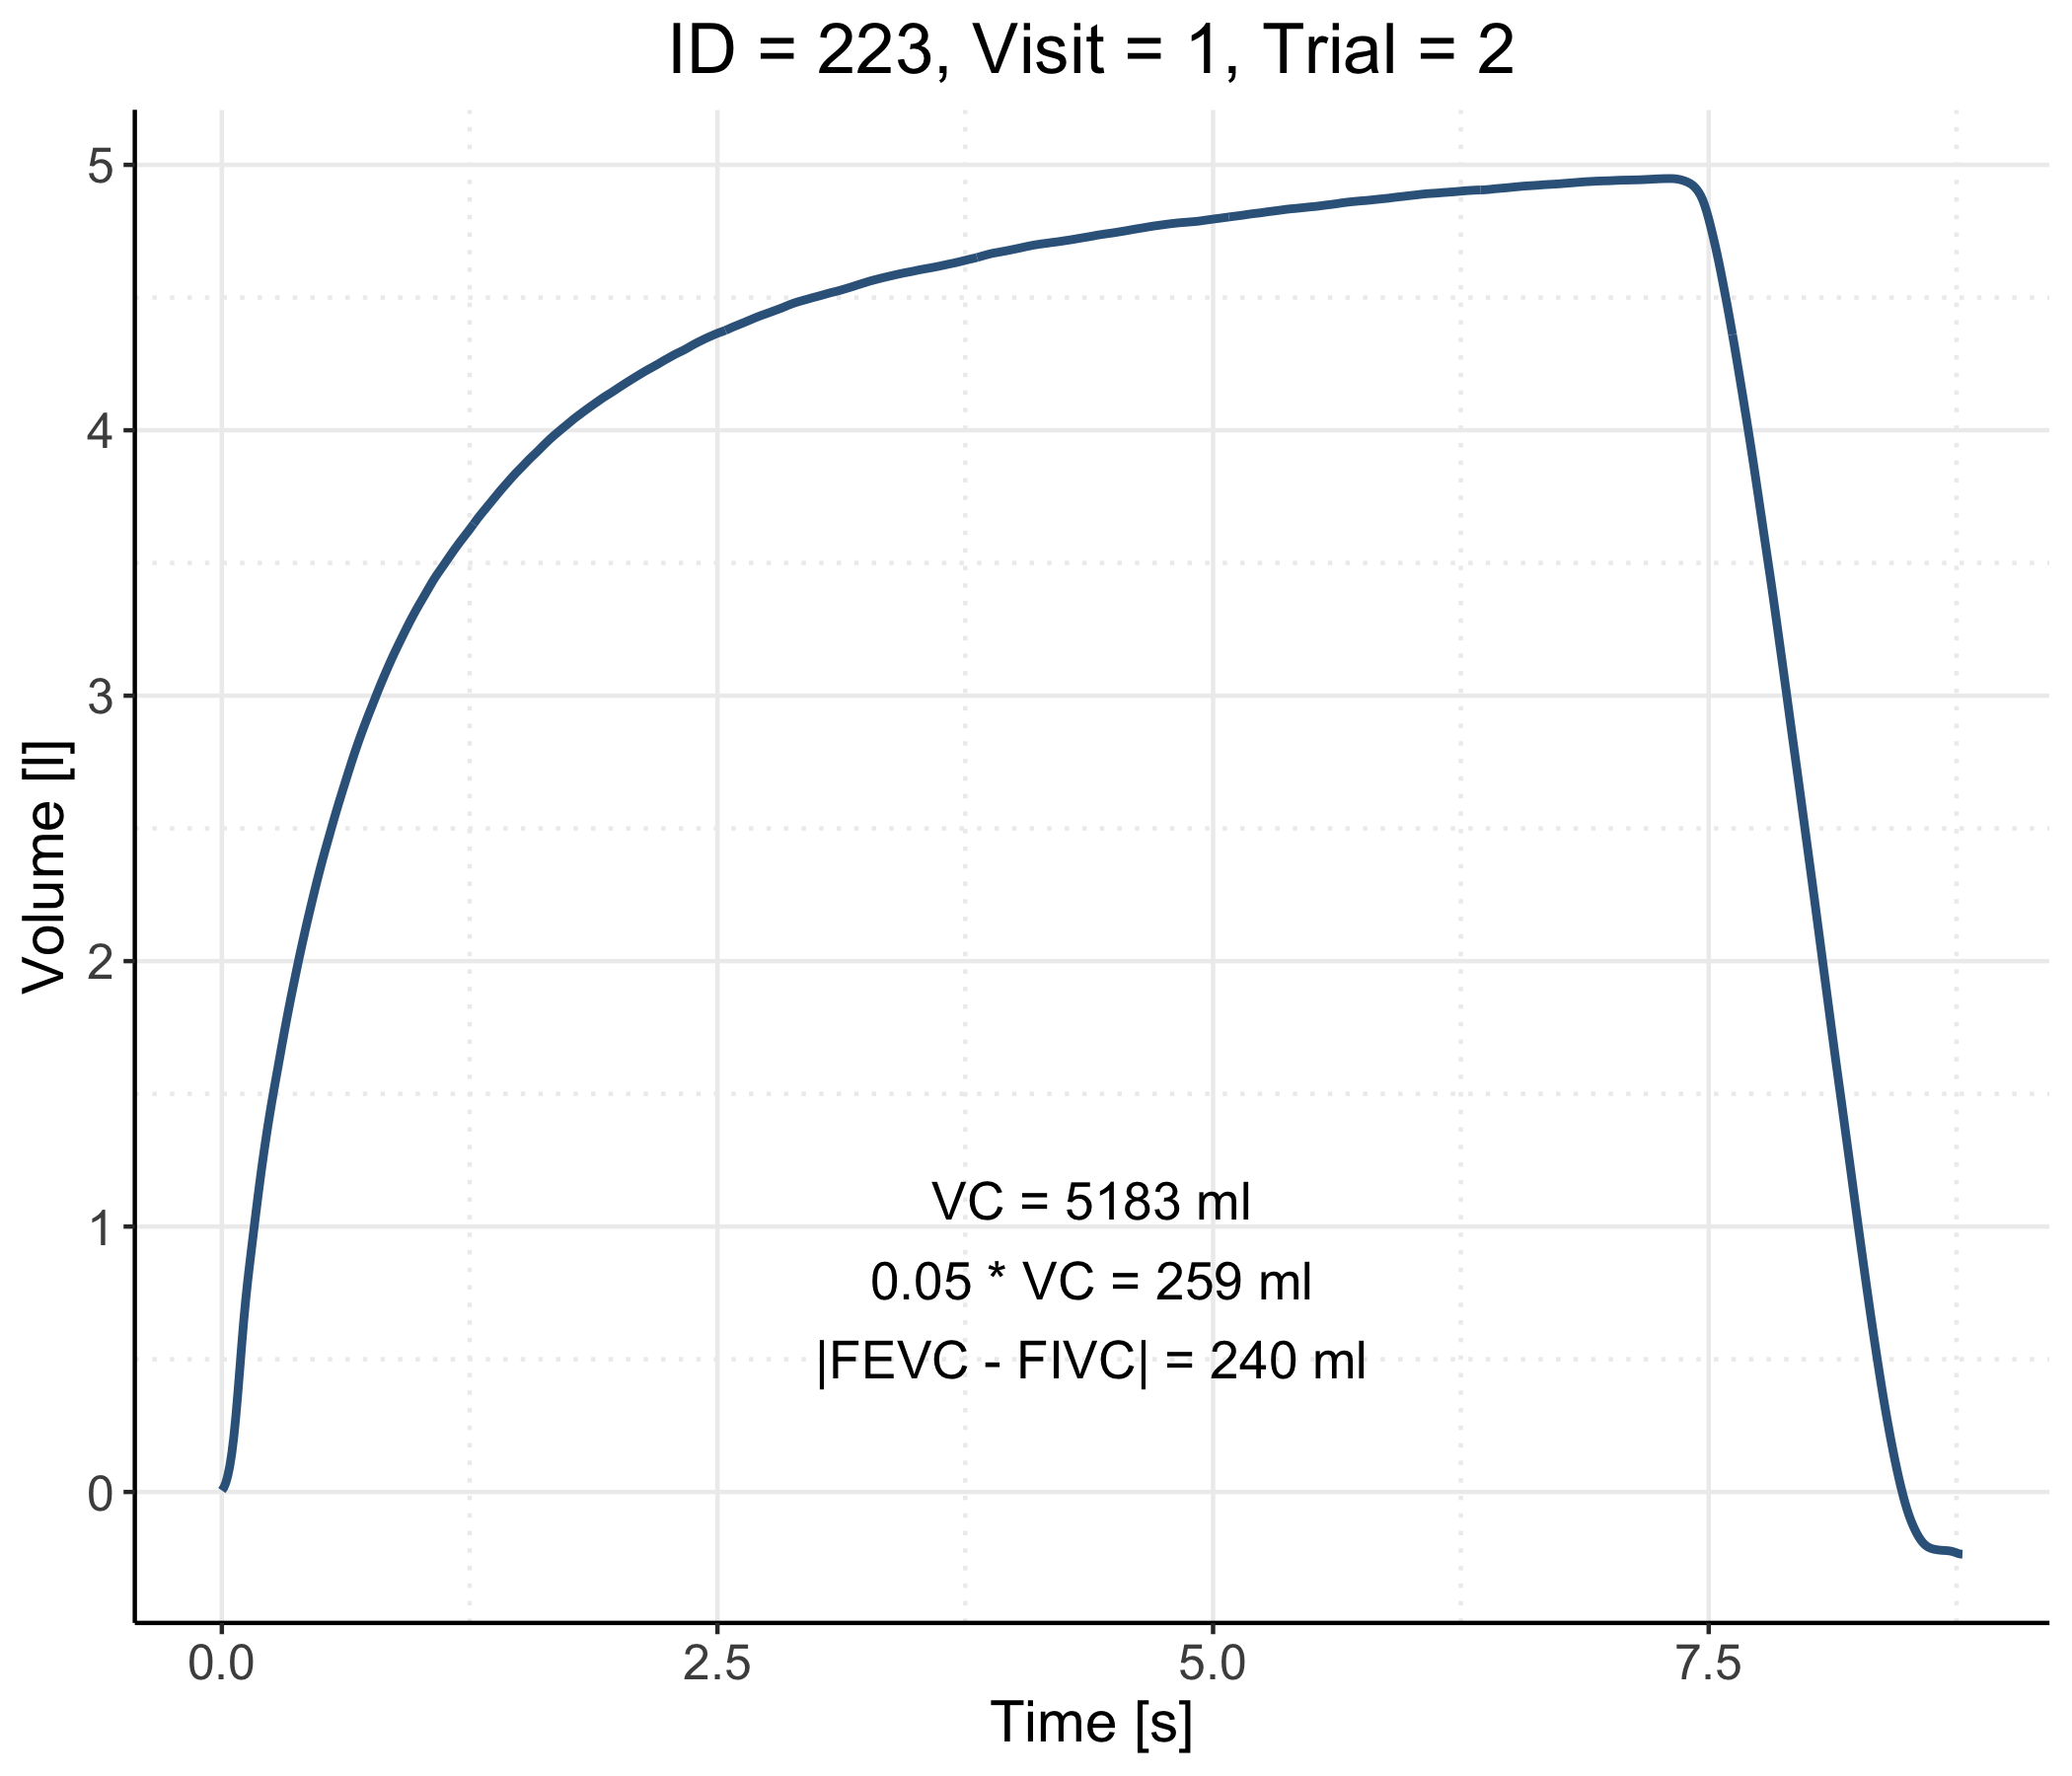 ID = 223, Visit = 1, Trial = 2
5
4
3
2
1
0
Volume [l]
VC = 5183 ml
0.05 * VC = 259 ml
|FEVC - FIVC| = 240 ml
0.0 2.5 5.0 7.5
Time [s]